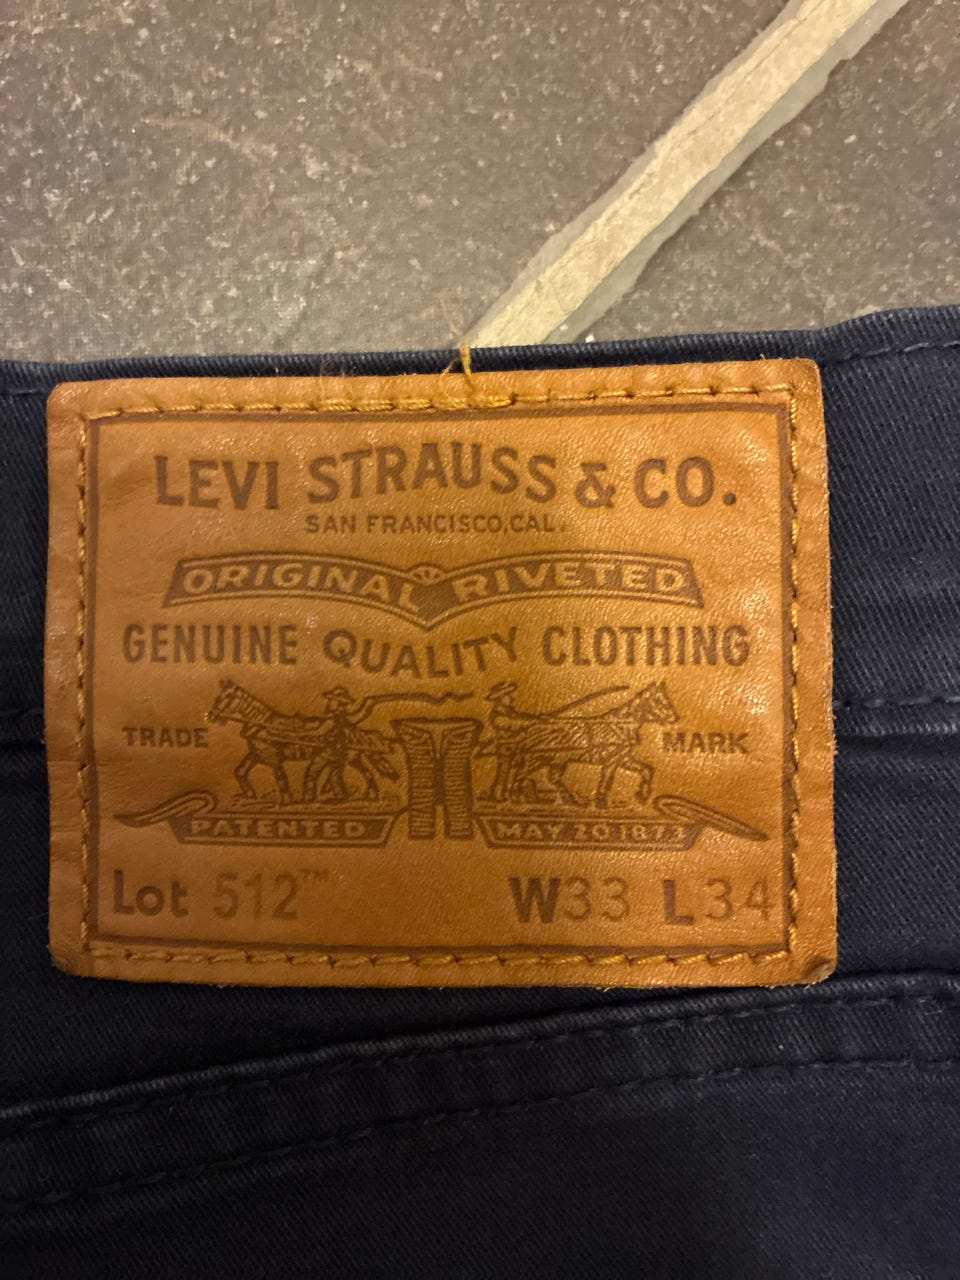 LEVI STRAUSS & CO.
SAN FRANCISCO, CAL.
ORIGINAL RIVETED
GENUINE QUALITY CLOTHING
TRADE MARK
PATENTED MAY 20 1873
Lot 512™ W33 L34